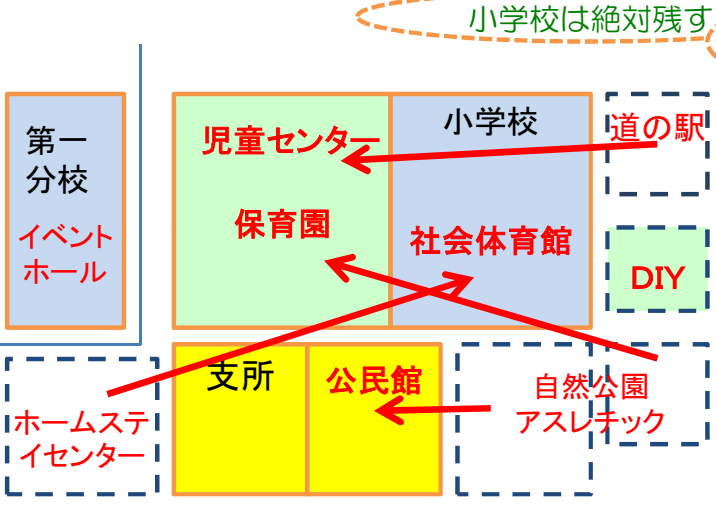 小学校は絶対残す
第一
分校
イベント
ホール
児童センター
保育園
小学校
社会体育館
道の駅
DIY
ホームステ
イセンター
支所
公民館
自然公園
アスレチック